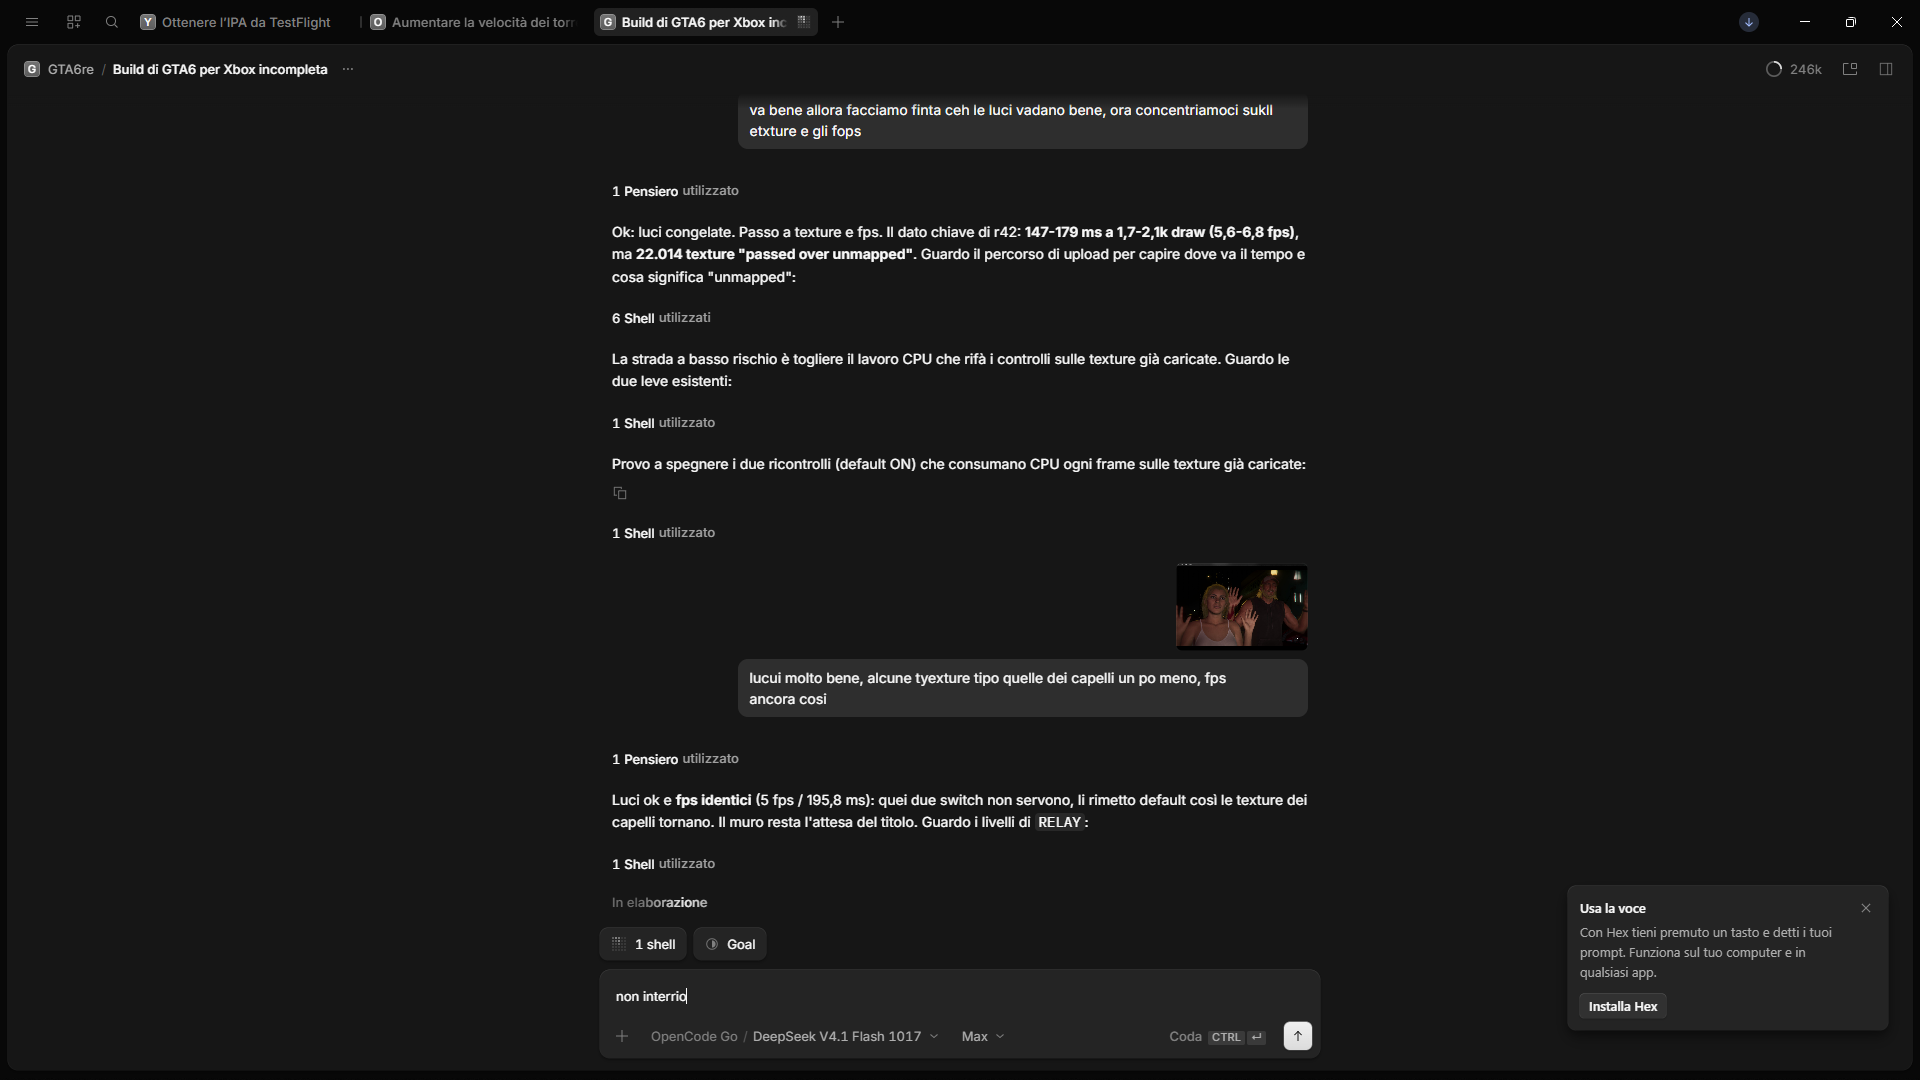 Y Ottenere l'IPA da TestFlight
O Aumentare la velocità dei torr
G Build di GTA6 per Xbox inc
G GTA6re / Build di GTA6 per Xbox incompleta ···
246k
va bene allora facciamo finta ceh le luci vadano bene, ora concentriamoci sukll
etxture e gli fops
1 Pensiero utilizzato
Ok: luci congelate. Passo a texture e fps. Il dato chiave di r42: 147-179 ms a 1,7-2,1k draw (5,6-6,8 fps),
ma 22.014 texture "passed over unmapped". Guardo il percorso di upload per capire dove va il tempo e
cosa significa "unmapped":
6 Shell utilizzati
La strada a basso rischio è togliere il lavoro CPU che rifà i controlli sulle texture già caricate. Guardo le
due leve esistenti:
1 Shell utilizzato
Provo a spegnere i due ricontrolli (default ON) che consumano CPU ogni frame sulle texture già caricate:
1 Shell utilizzato
lucui molto bene, alcune tyexture tipo quelle dei capelli un po meno, fps
ancora cosi
1 Pensiero utilizzato
Luci ok e fps identici (5 fps / 195,8 ms): quei due switch non servono, li rimetto default così le texture dei
capelli tornano. Il muro resta l'attesa del titolo. Guardo i livelli di RELAY:
1 Shell utilizzato
In elaborazione
1 shell
Goal
non interrio
OpenCode Go / DeepSeek V4.1 Flash 1017
Max
Coda CTRL ↵
Usa la voce
Con Hex tieni premuto un tasto e detti i tuoi
prompt. Funziona sul tuo computer e in
qualsiasi app.
Installa Hex